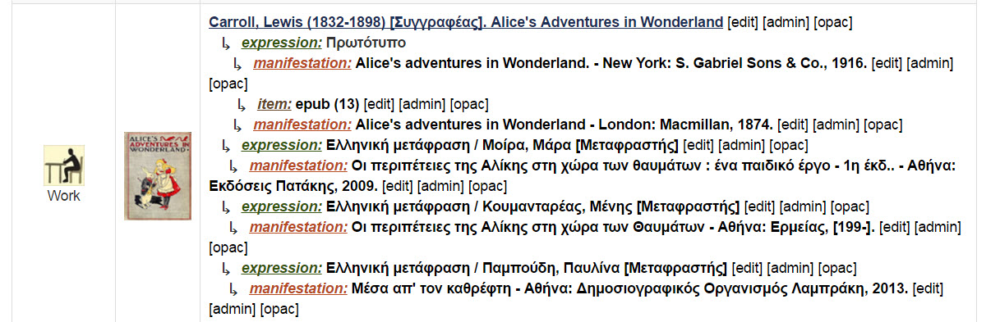 Work
ALICE'S
ADVENTURES IN
WONDERLAND
Carroll, Lewis (1832-1898) [Συγγραφέας]. Alice's Adventures in Wonderland [edit] [admin] [opac]
↳ expression: Πρωτότυπο
↳ manifestation: Alice's adventures in Wonderland. - New York: S. Gabriel Sons & Co., 1916. [edit] [admin]
[opac]
↳ item: epub (13) [edit] [admin] [opac]
↳ manifestation: Alice's adventures in Wonderland - London: Macmillan, 1874. [edit] [admin] [opac]
↳ expression: Ελληνική μετάφραση / Μοίρα, Μάρα [Μεταφραστής] [edit] [admin] [opac]
↳ manifestation: Οι περιπέτειες της Αλίκης στη χώρα των θαυμάτων : ένα παιδικό έργο - 1η έκδ.. - Αθήνα:
Εκδόσεις Πατάκης, 2009. [edit] [admin] [opac]
↳ expression: Ελληνική μετάφραση / Κουμανταρέας, Μένης [Μεταφραστής] [edit] [admin] [opac]
↳ manifestation: Οι περιπέτειες της Αλίκης στη χώρα των Θαυμάτων - Αθήνα: Ερμείας, [199-]. [edit] [admin]
[opac]
↳ expression: Ελληνική μετάφραση / Παμπούδη, Παυλίνα [Μεταφραστής] [edit] [admin] [opac]
↳ manifestation: Μέσα απ' τον καθρέφτη - Αθήνα: Δημοσιογραφικός Οργανισμός Λαμπράκη, 2013. [edit]
[admin] [opac]